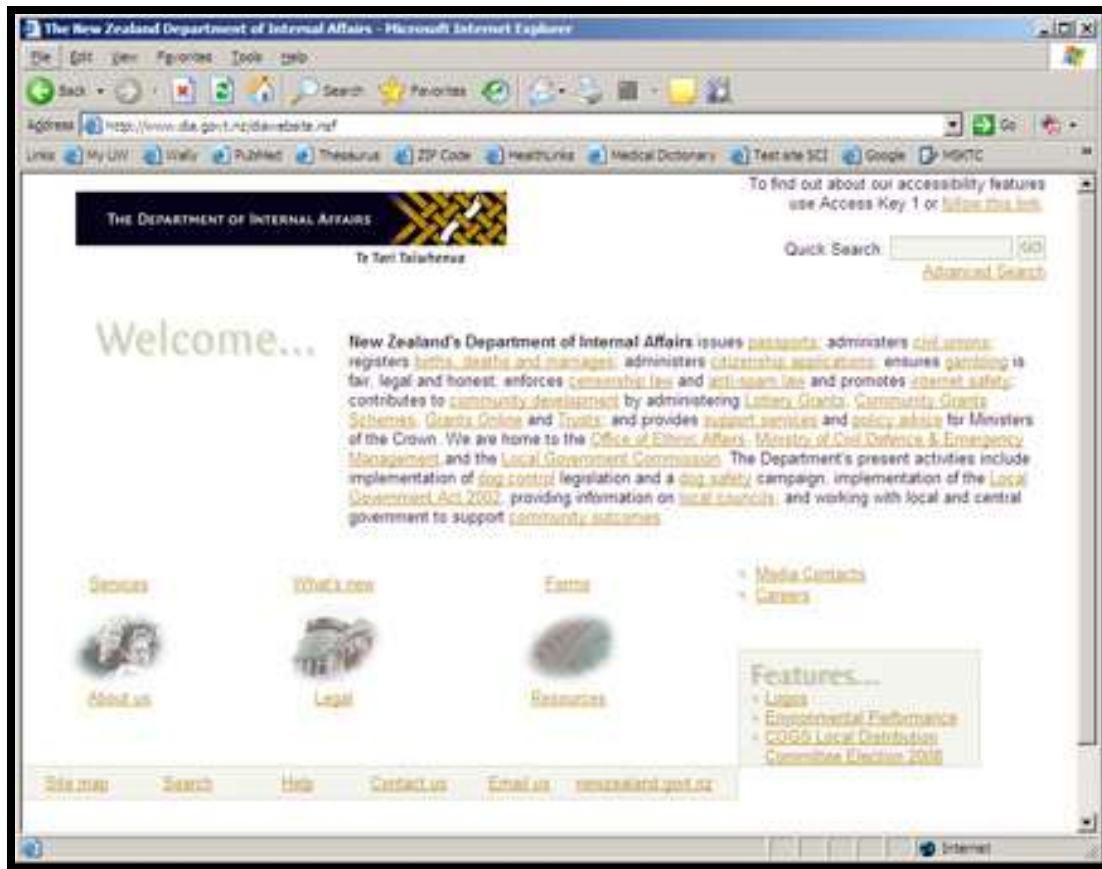 The New Zealand Department of Internal Affairs - Microsoft Internet Explorer
File Edit View Favorites Tools Help
Back Search Favorites
Address http://www.dia.govt.nz/diawebsite.nsf Go
Links My UW Wally PubMed Thesaurus ZIP Code HealthLinks Medical Dictionary Test site SCI Google MSKTC
To find out about our accessibility features
use Access Key 1 or follow this link.
THE DEPARTMENT OF INTERNAL AFFAIRS
Te Tari Taiwhenua
Quick Search GO
Advanced Search
Welcome...
New Zealand's Department of Internal Affairs issues passports; administers civil unions;
registers births, deaths and marriages; administers citizenship applications; ensures gambling is
fair, legal and honest; enforces censorship law and anti-spam law and promotes internet safety;
contributes to community development by administering Lottery Grants, Community Grants
Schemes, Grants Online and Trusts; and provides support services and policy advice for Ministers
of the Crown. We are home to the Office of Ethnic Affairs, Ministry of Civil Defence & Emergency
Management and the Local Government Commission. The Department's present activities include
implementation of dog control legislation and a dog safety campaign, implementation of the Local
Government Act 2002, providing information on local councils, and working with local and central
government to support community outcomes.
Services What's new Forms
Media Contacts
Careers
About us Legal Resources
Features...
Logos
Environmental Performance
COGS Local Distribution
Committee Election 2008
Site map Search Help Contact us Email us newzealand.govt.nz
Internet